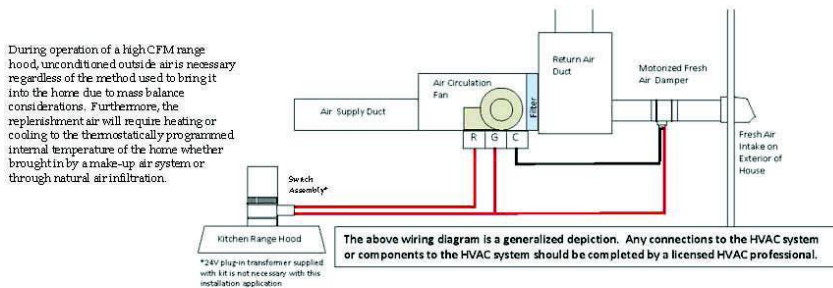 During operation of a high CFM range
hood, unconditioned outside air is necessary
regardless of the method used to bring it
into the home due to mass balance
considerations.  Furthermore, the
replenishment air will require heating or
cooling to the thermostatically programmed
internal temperature of the home whether
brought in by a make-up air system or
through natural air infiltration.
Return Air
Duct
Motorized Fresh
Air Damper
Air Circulation
Fan
Filter
Air Supply Duct
R G C
Fresh Air
Intake on
Exterior of
House
Switch
Assembly*
Kitchen Range Hood
*24V plug-in transformer supplied
with kit is not necessary with this
installation application
The above wiring diagram is a generalized depiction.  Any connections to the HVAC system
or components to the HVAC system should be completed by a licensed HVAC professional.